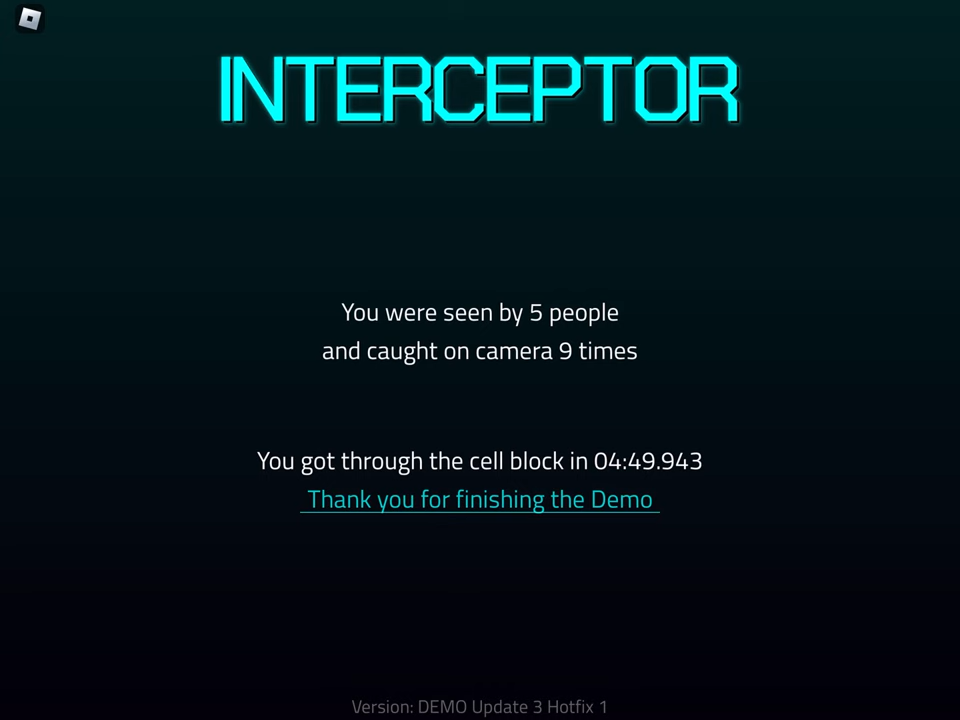 INTERCEPTOR
You were seen by 5 people
and caught on camera 9 times
You got through the cell block in 04:49.943
Thank you for finishing the Demo
Version: DEMO Update 3 Hotfix 1